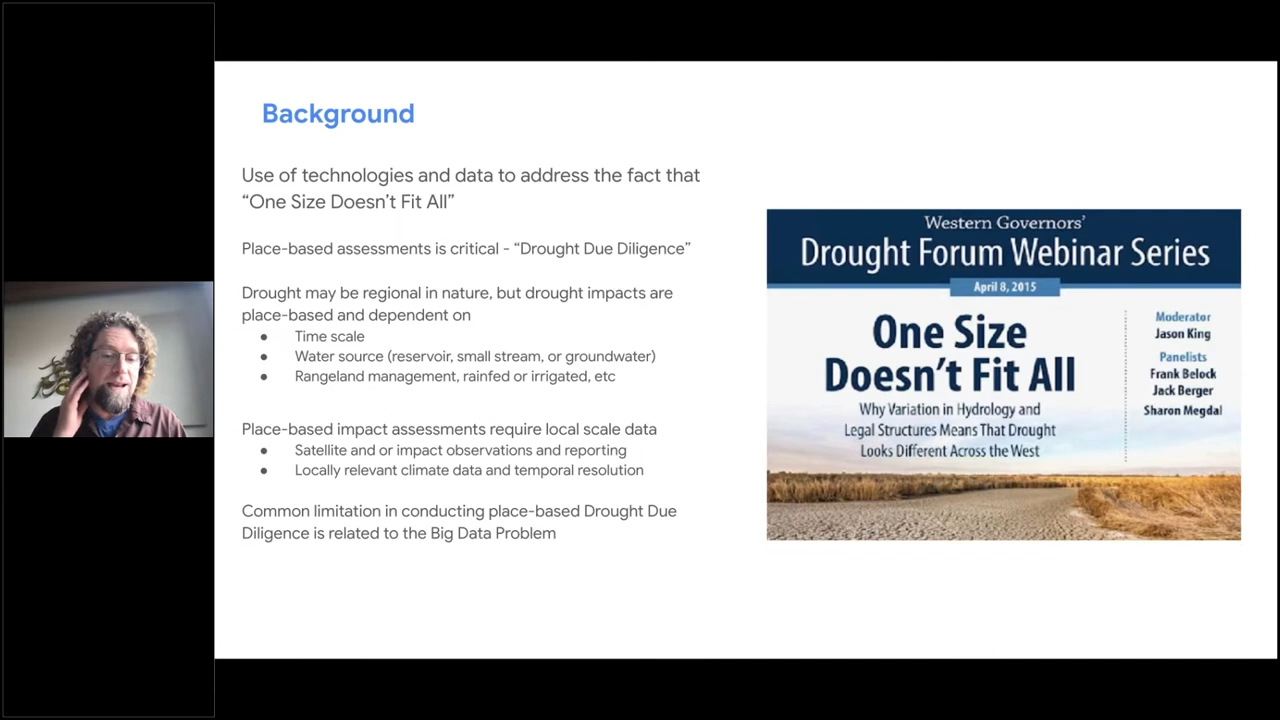 Background
Use of technologies and data to address the fact that
“One Size Doesn’t Fit All”
Place-based assessments is critical - “Drought Due Diligence”
Drought may be regional in nature, but drought impacts are
place-based and dependent on
● Time scale
● Water source (reservoir, small stream, or groundwater)
● Rangeland management, rainfed or irrigated, etc
Place-based impact assessments require local scale data
● Satellite and or impact observations and reporting
● Locally relevant climate data and temporal resolution
Common limitation in conducting place-based Drought Due
Diligence is related to the Big Data Problem
Western Governors’
Drought Forum Webinar Series
April 8, 2015
One Size
Doesn’t Fit All
Why Variation in Hydrology and
Legal Structures Means That Drought
Looks Different Across the West
Moderator
Jason King
Panelists
Frank Belock
Jack Berger
Sharon Megdal